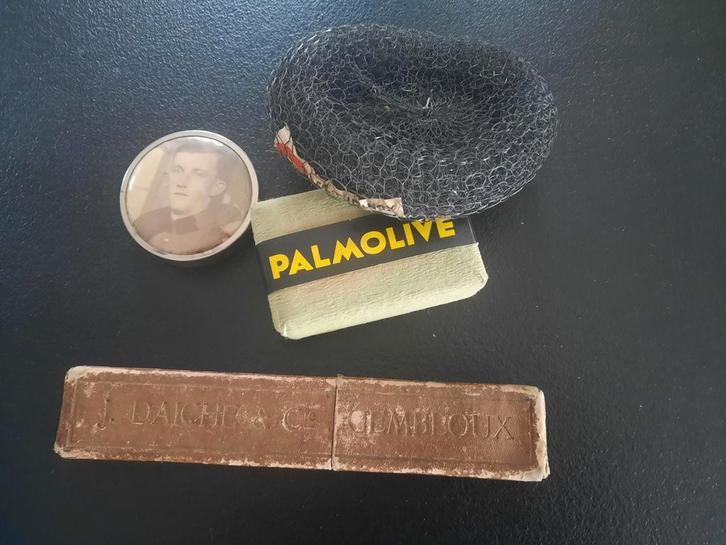 PALMOLIVE
J. DAICHE & Cᴵᴱ GEMBLOUX